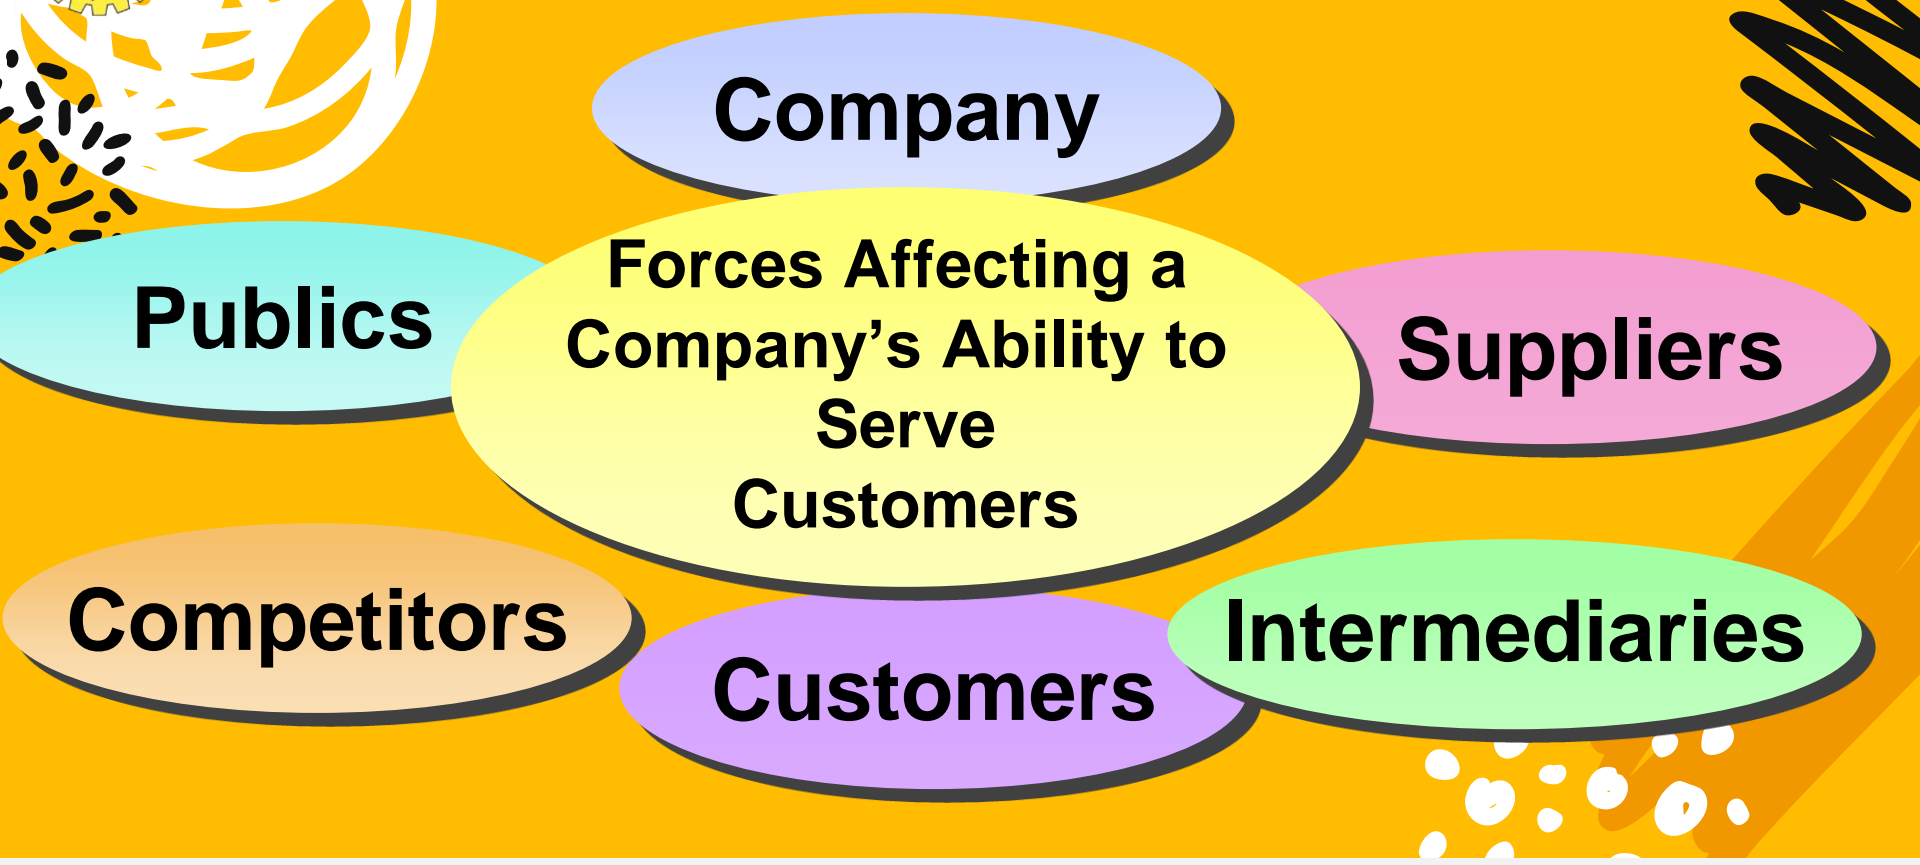 Company
Publics
Forces Affecting a
Company’s Ability to
Serve
Customers
Suppliers
Competitors
Customers
Intermediaries